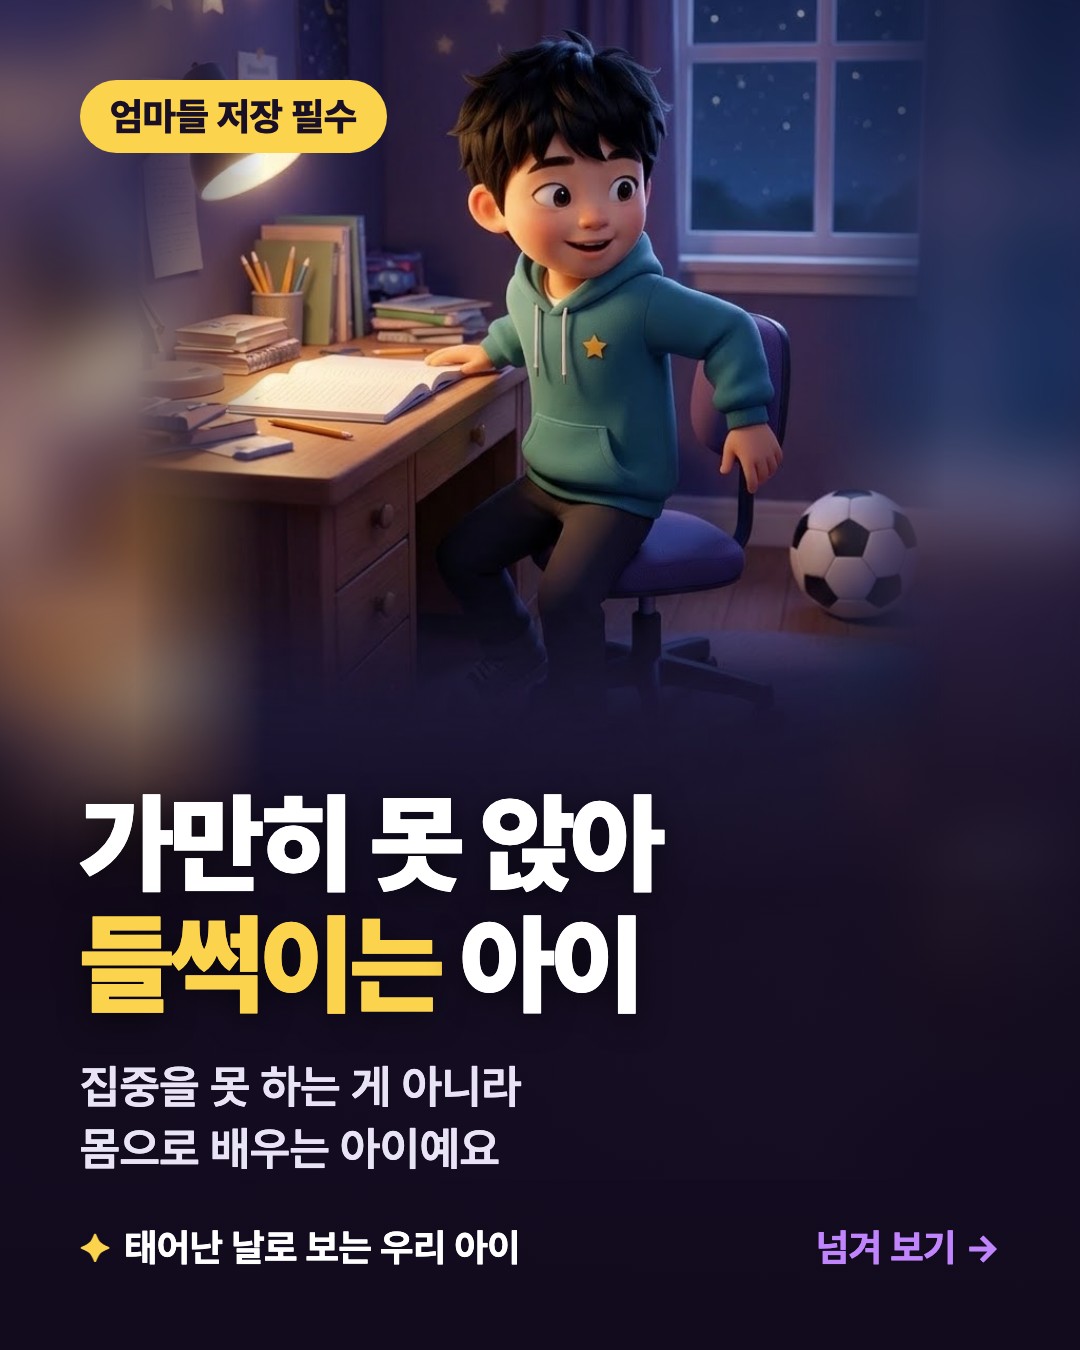 엄마들 저장 필수
가만히 못 앉아
들썩이는 아이
집중을 못 하는 게 아니라
몸으로 배우는 아이예요
태어난 날로 보는 우리 아이
넘겨 보기 →